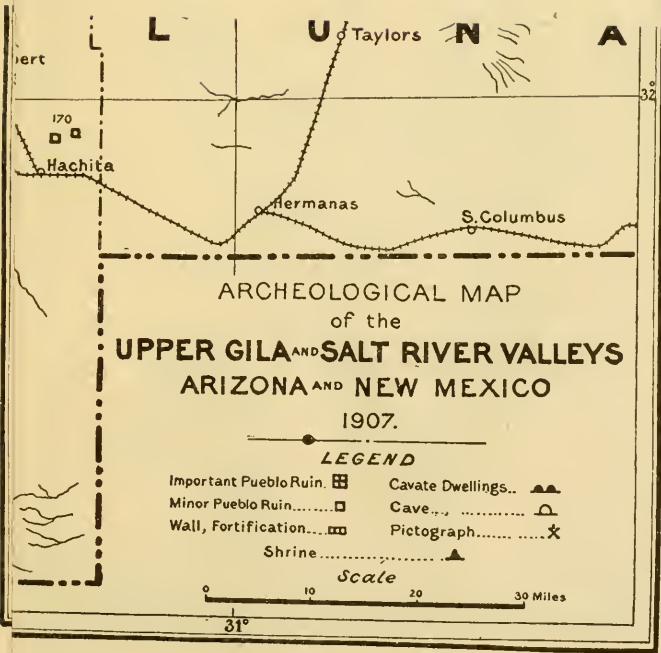 L U N A
L
Taylors
bert
32
170
Hachita
Hermanas
S. Columbus
ARCHEOLOGICAL MAP
of the
UPPER GILA AND SALT RIVER VALLEYS
ARIZONA AND NEW MEXICO
1907.
LEGEND
Important Pueblo Ruin.
Minor Pueblo Ruin......
Wall, Fortification....
Cavate Dwellings..
Cave.., ..........
Pictograph......
Shrine....................
Scale
0 10 20 30 Miles
31°